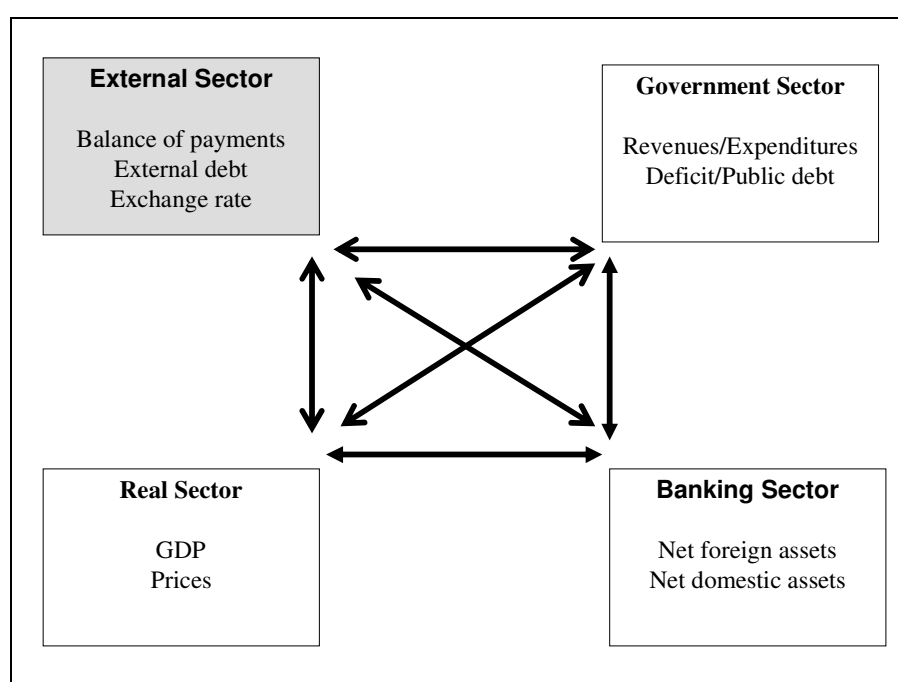 External Sector
Balance of payments
External debt
Exchange rate
Government Sector
Revenues/Expenditures
Deficit/Public debt
Real Sector
GDP
Prices
Banking Sector
Net foreign assets
Net domestic assets